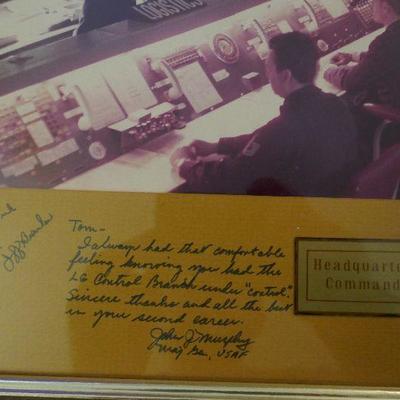 LOGISTICS
Tom-
I always had that comfortable
feeling knowing you had the
LG Control Branch under "control."
Sincere thanks and all the best
in your second career.
John J Murphy
Maj Gen, USAF
Headquarte
Command